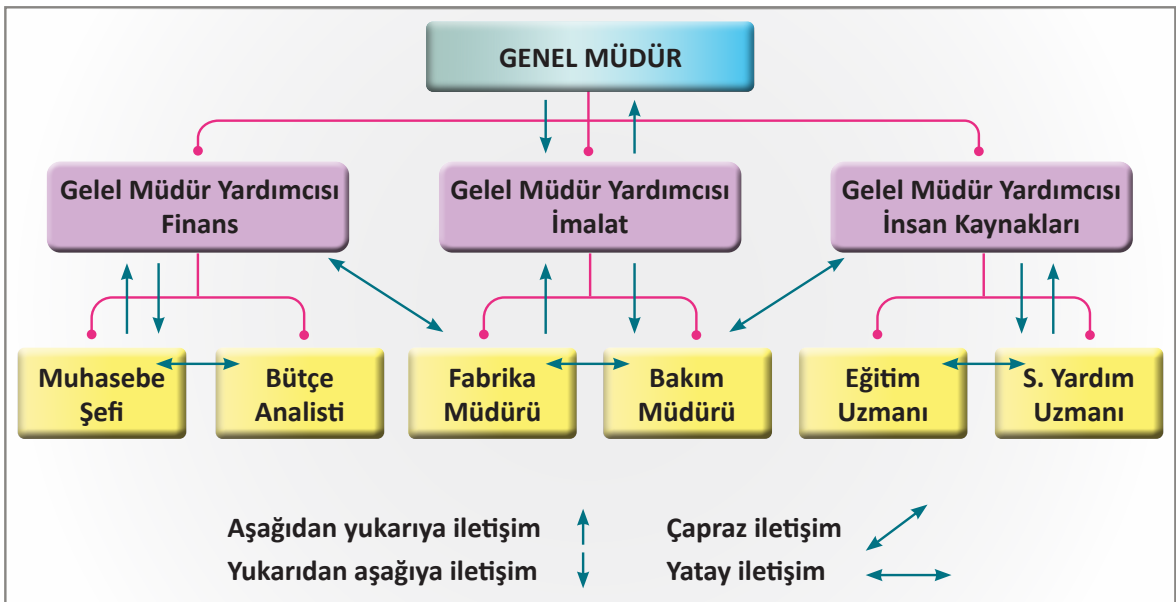 GENEL MÜDÜR
Gelel Müdür Yardımcısı
Finans
Gelel Müdür Yardımcısı
İmalat
Gelel Müdür Yardımcısı
İnsan Kaynakları
Muhasebe
Şefi
Bütçe
Analisti
Fabrika
Müdürü
Bakım
Müdürü
Eğitim
Uzmanı
S. Yardım
Uzmanı
Aşağıdan yukarıya iletişim
Yukarıdan aşağıya iletişim
Çapraz iletişim
Yatay iletişim